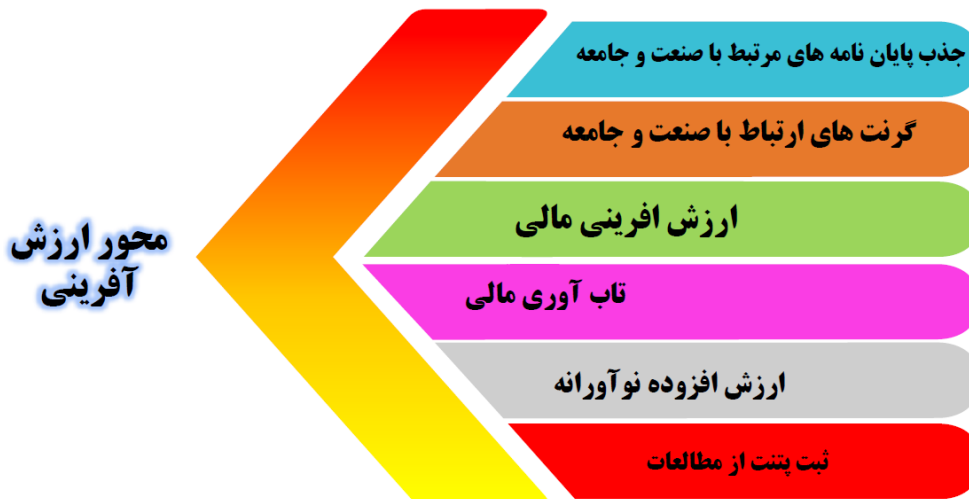 محور ارزش
آفرینی
جذب پایان نامه های مرتبط با صنعت و جامعه
گرنت های ارتباط با صنعت و جامعه
ارزش افرینی مالی
تاب آوری مالی
ارزش افزوده نوآورانه
ثبت پتنت از مطالعات